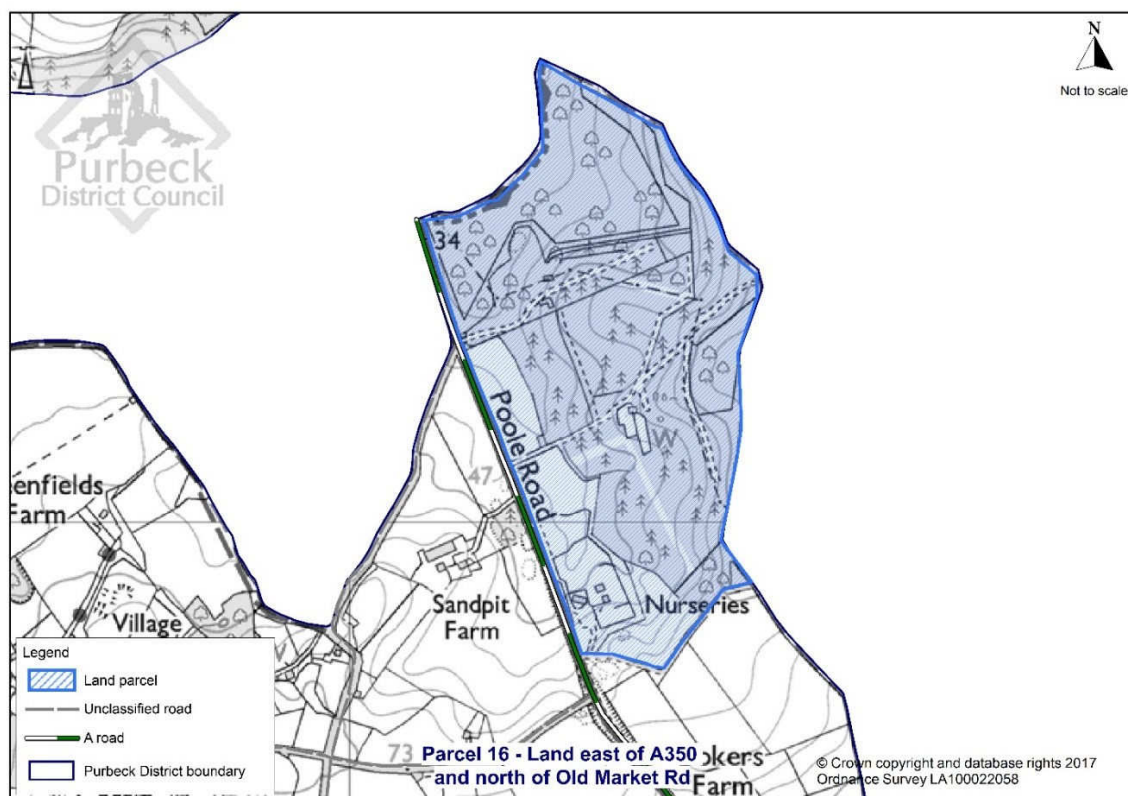 N
Not to scale
Purbeck
District Council
34
Poole Road
47
W
enfields
Farm
Sandpit
Farm
Nurseries
Village
73
okers
Farm
Legend
Land parcel
Unclassified road
A road
Purbeck District boundary
Parcel 16 - Land east of A350
and north of Old Market Rd
© Crown copyright and database rights 2017
Ordnance Survey LA100022058